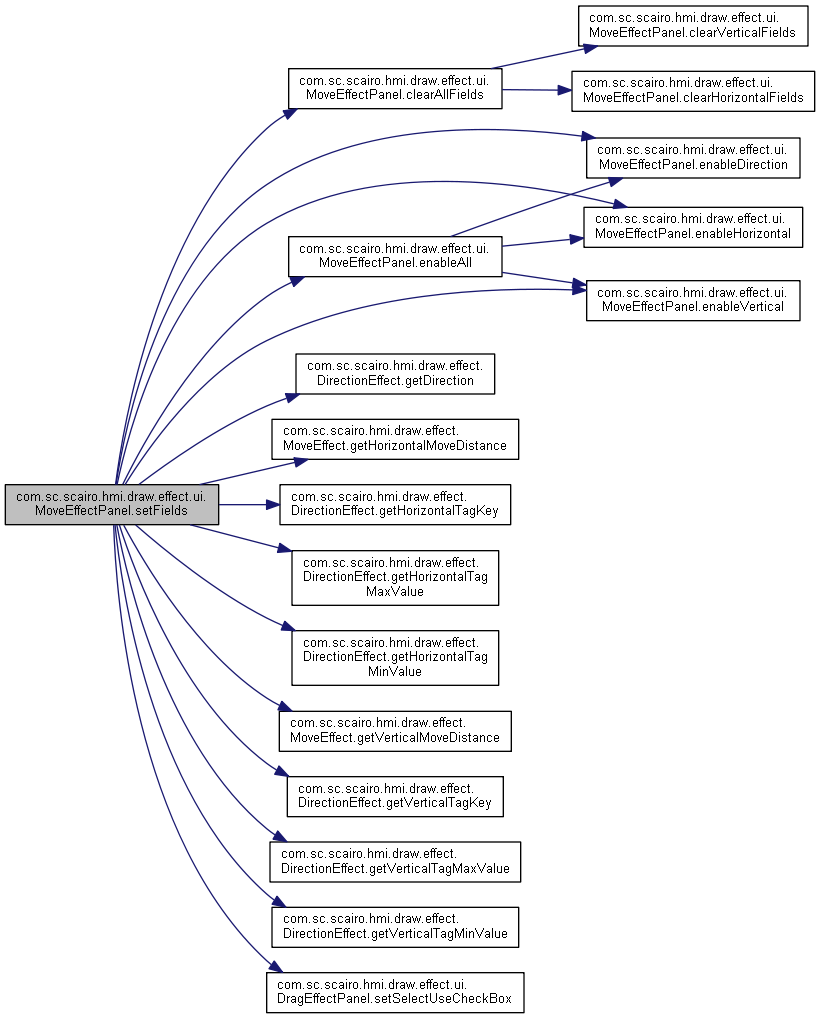 com.sc.scairo.hmi.draw.effect.ui.
MoveEffectPanel.clearVerticalFields
com.sc.scairo.hmi.draw.effect.ui.
MoveEffectPanel.clearAllFields
com.sc.scairo.hmi.draw.effect.ui.
MoveEffectPanel.clearHorizontalFields
com.sc.scairo.hmi.draw.effect.ui.
MoveEffectPanel.enableDirection
com.sc.scairo.hmi.draw.effect.ui.
MoveEffectPanel.enableHorizontal
com.sc.scairo.hmi.draw.effect.ui.
MoveEffectPanel.enableAll
com.sc.scairo.hmi.draw.effect.ui.
MoveEffectPanel.enableVertical
com.sc.scairo.hmi.draw.effect.
DirectionEffect.getDirection
com.sc.scairo.hmi.draw.effect.
MoveEffect.getHorizontalMoveDistance
com.sc.scairo.hmi.draw.effect.ui.
MoveEffectPanel.setFields
com.sc.scairo.hmi.draw.effect.
DirectionEffect.getHorizontalTagKey
com.sc.scairo.hmi.draw.effect.
DirectionEffect.getHorizontalTag
MaxValue
com.sc.scairo.hmi.draw.effect.
DirectionEffect.getHorizontalTag
MinValue
com.sc.scairo.hmi.draw.effect.
MoveEffect.getVerticalMoveDistance
com.sc.scairo.hmi.draw.effect.
DirectionEffect.getVerticalTagKey
com.sc.scairo.hmi.draw.effect.
DirectionEffect.getVerticalTagMaxValue
com.sc.scairo.hmi.draw.effect.
DirectionEffect.getVerticalTagMinValue
com.sc.scairo.hmi.draw.effect.ui.
DragEffectPanel.setSelectUseCheckBox